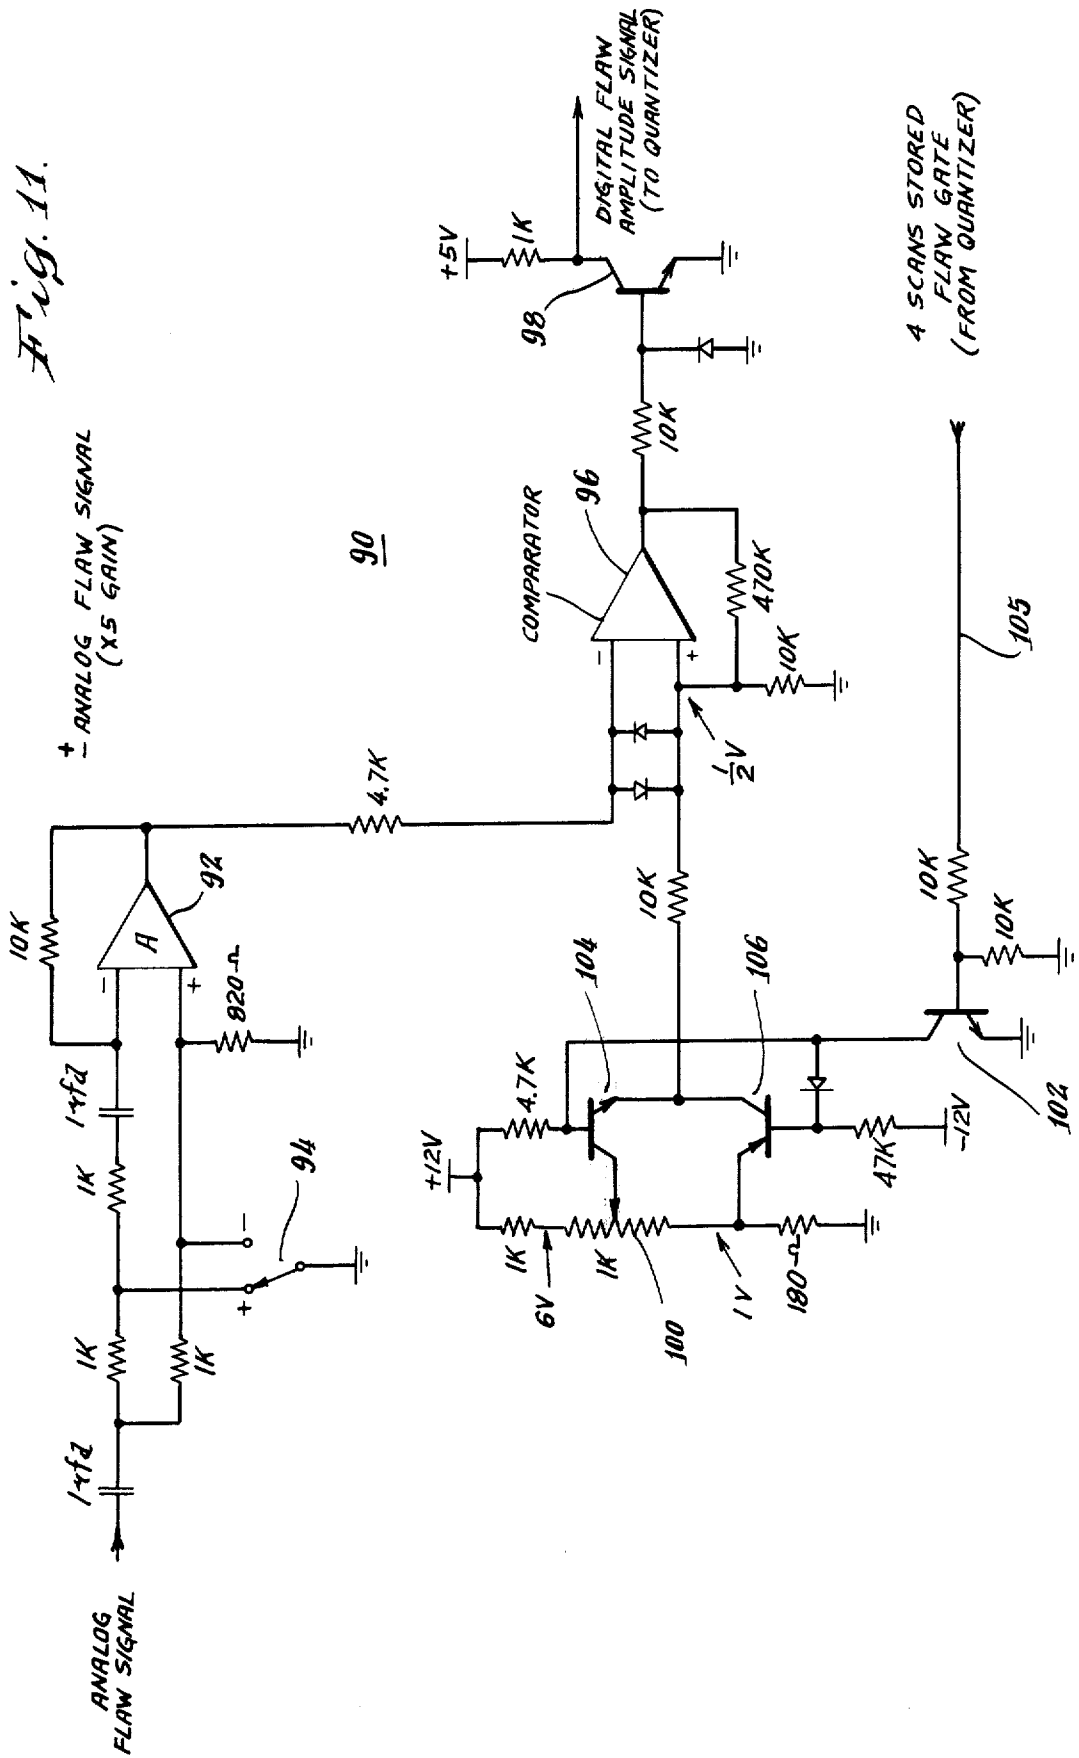 Fig. 11.
± ANALOG FLAW SIGNAL
(X5 GAIN)
90
ANALOG
FLAW SIGNAL
1µfd
1K
1K
1K
1µfd
10K
A
−
+
92
820Ω
+
−
94
4.7K
COMPARATOR
96
−
+
1/2V
470K
10K
10K
+5V
1K
98
DIGITAL FLAW
AMPLITUDE SIGNAL
(TO QUANTIZER)
+12V
4.7K
104
10K
1K
6V
1K
100
1V
180Ω
106
47K
-12V
102
10K
10K
105
4 SCANS STORED
FLAW GATE
(FROM QUANTIZER)